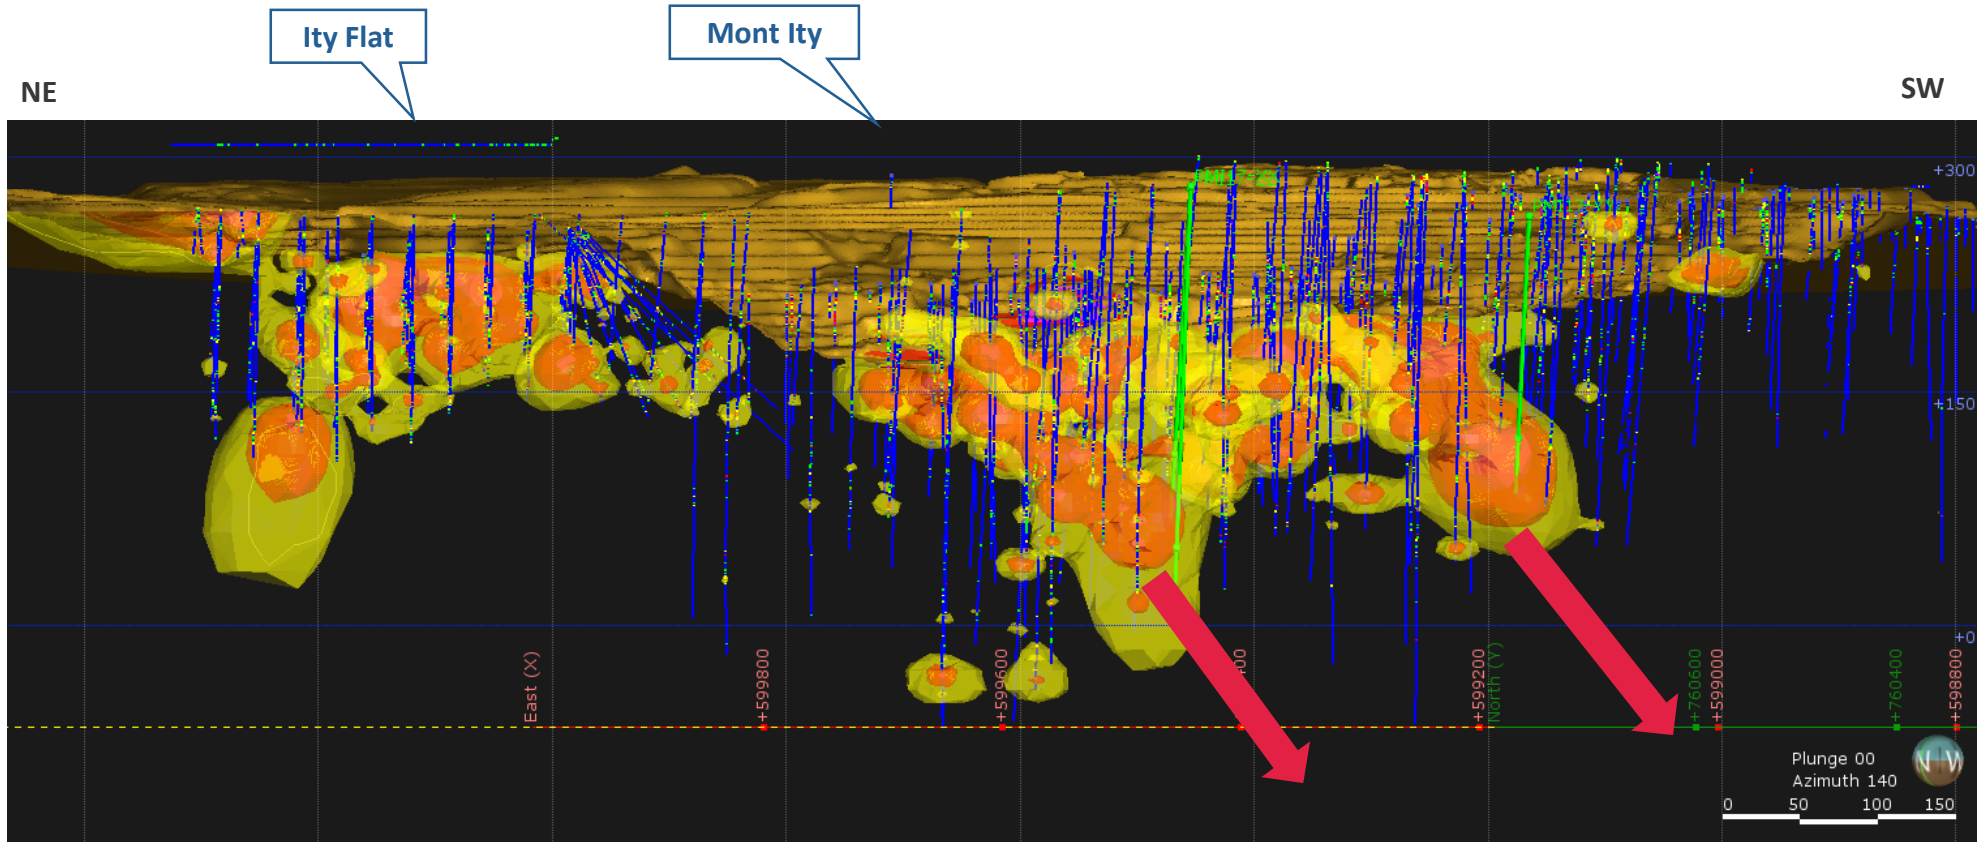 Ity Flat
Mont Ity
NE
SW
+300
+150
+0
East (X)
+599800
+599600
+599200
North (Y)
+760600
+599000
+760400
+598800
Plunge 00
Azimuth 140
N W
0 50 100 150